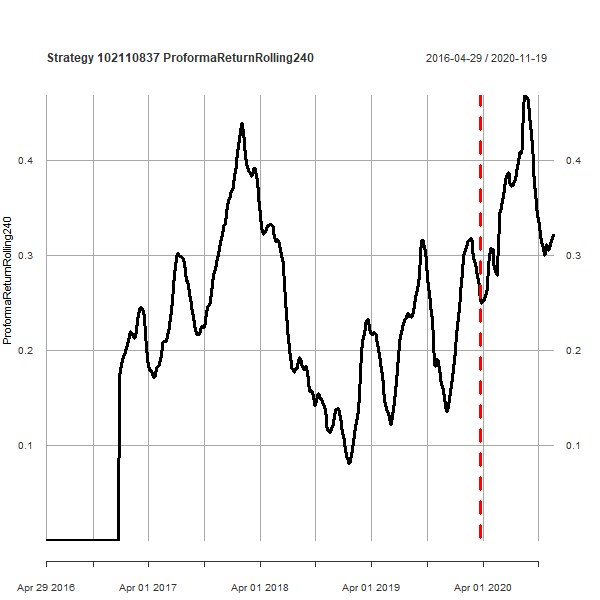 Strategy 102110837 ProformaReturnRolling240
2016-04-29 / 2020-11-19
ProformaReturnRolling240
0.4 0.4
0.3 0.3
0.2 0.2
0.1 0.1
Apr 29 2016 Apr 01 2017 Apr 01 2018 Apr 01 2019 Apr 01 2020